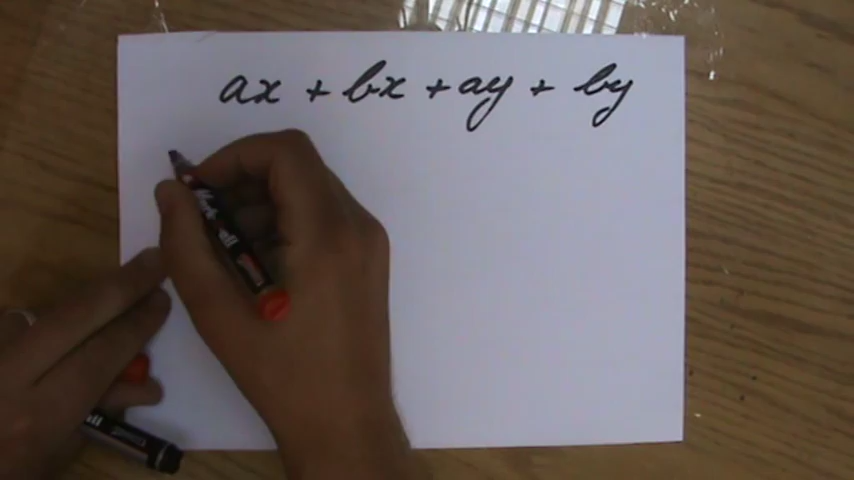 ax + bx + ay + by